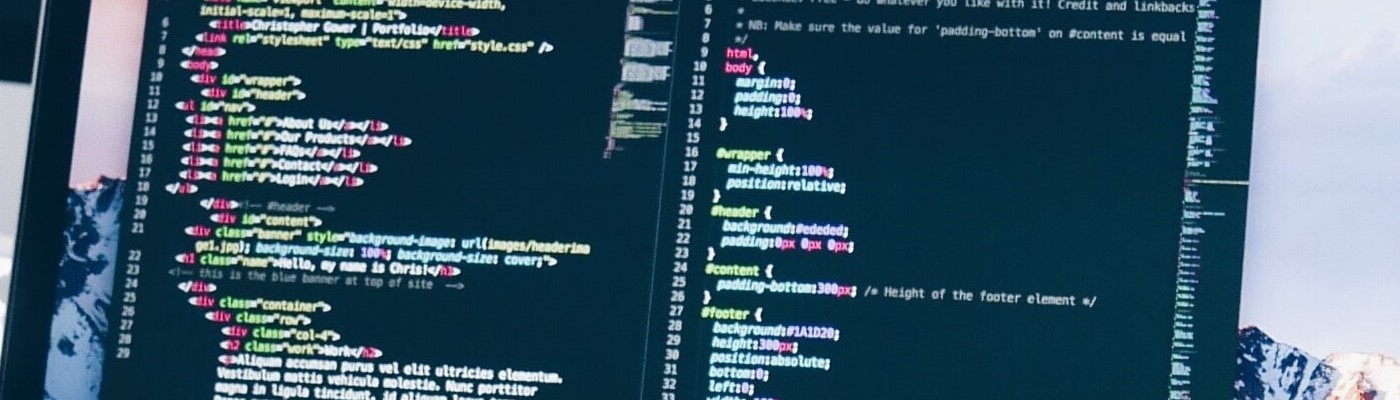 initial-scale=1, maximum-scale=1">
6 <title>Christopher Gower | Portfolio</title>
7 <link rel="stylesheet" type="text/css" href="style.css" />
8 </head>
9 <body>
10 <div id="wrapper">
11 <div id="header">
12 <ul id="nav">
13 <li><a href="#">About Us</a></li>
14 <li><a href="#">Our Products</a></li>
15 <li><a href="#">FAQs</a></li>
16 <li><a href="#">Contact</a></li>
17 <li><a href="#">Login</a></li>
18 </ul>
19 </div><!-- #header -->
20 <div id="content">
21 <div class="banner" style="background-image: url(images/headerima
ge1.jpg); background-size: 100%; background-size: cover;">
22 <h1 class="name">Hello, my name is Chris!</h1>
23 <!-- this is the blue banner at top of site -->
24 </div>
25 <div class="container">
26 <div class="row">
27 <div class="col-4">
28 <h2 class="work">Work</h2>
29 <p>Aliquam accumsan purus vel elit ultricies elementum.
Vestibulum mattis vehicula molestie. Nunc porttitor
magna in ligula tincidunt, id aliquam
6 * whatever you like with it! Credit and linkbacks
7 * NB: Make sure the value for 'padding-bottom' on #content is equal
8 */
9 html,
10 body {
11 margin:0;
12 padding:0;
13 height:100%;
14 }
15
16 #wrapper {
17 min-height:100%;
18 position:relative;
19 }
20 #header {
21 background:#ededed;
22 padding:0px 0px 0px;
23 }
24 #content {
25 padding-bottom:300px; /* Height of the footer element */
26 }
27 #footer {
28 background:#1A1D20;
29 height:300px;
30 position:absolute;
31 bottom:0;
32 left:0;